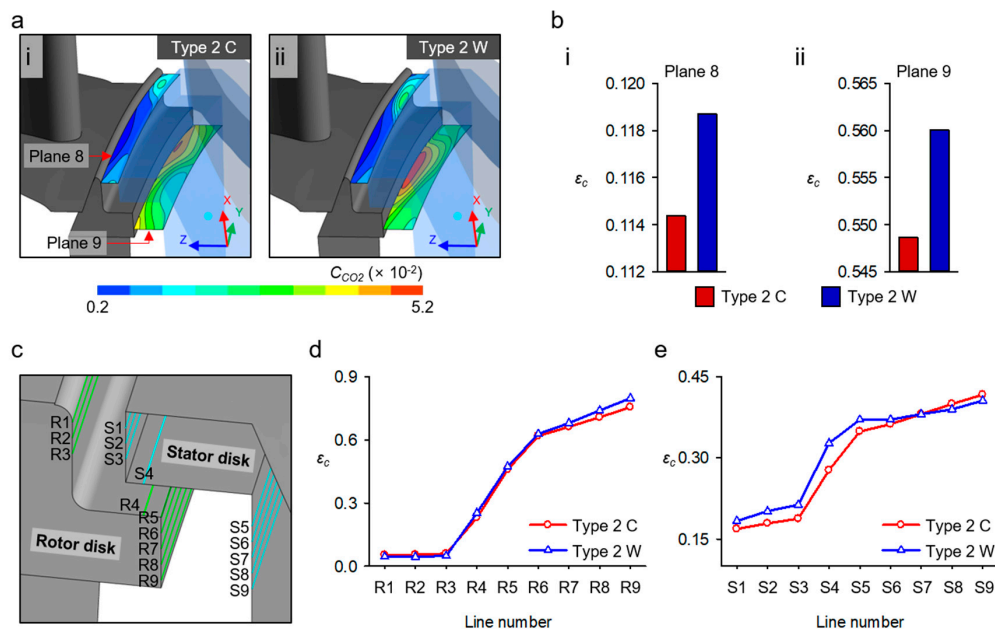 a
i
Type 2 C
ii
Type 2 W
Plane 8
Plane 9
X
Y
Z
X
Y
Z
C_CO2 (× 10⁻²)
0.2
5.2
b
i
Plane 8
0.120
0.118
0.116
0.114
0.112
ε_c
ii
Plane 9
0.565
0.560
0.555
0.550
0.545
ε_c
Type 2 C
Type 2 W
c
R1
R2
R3
S1
S2
S3
S4
Stator disk
R4
R5
R6
R7
R8
R9
Rotor disk
S5
S6
S7
S8
S9
d
0.9
0.6
0.3
0.0
ε_c
Type 2 C
Type 2 W
R1 R2 R3 R4 R5 R6 R7 R8 R9
Line number
e
0.45
0.30
0.15
ε_c
Type 2 C
Type 2 W
S1 S2 S3 S4 S5 S6 S7 S8 S9
Line number